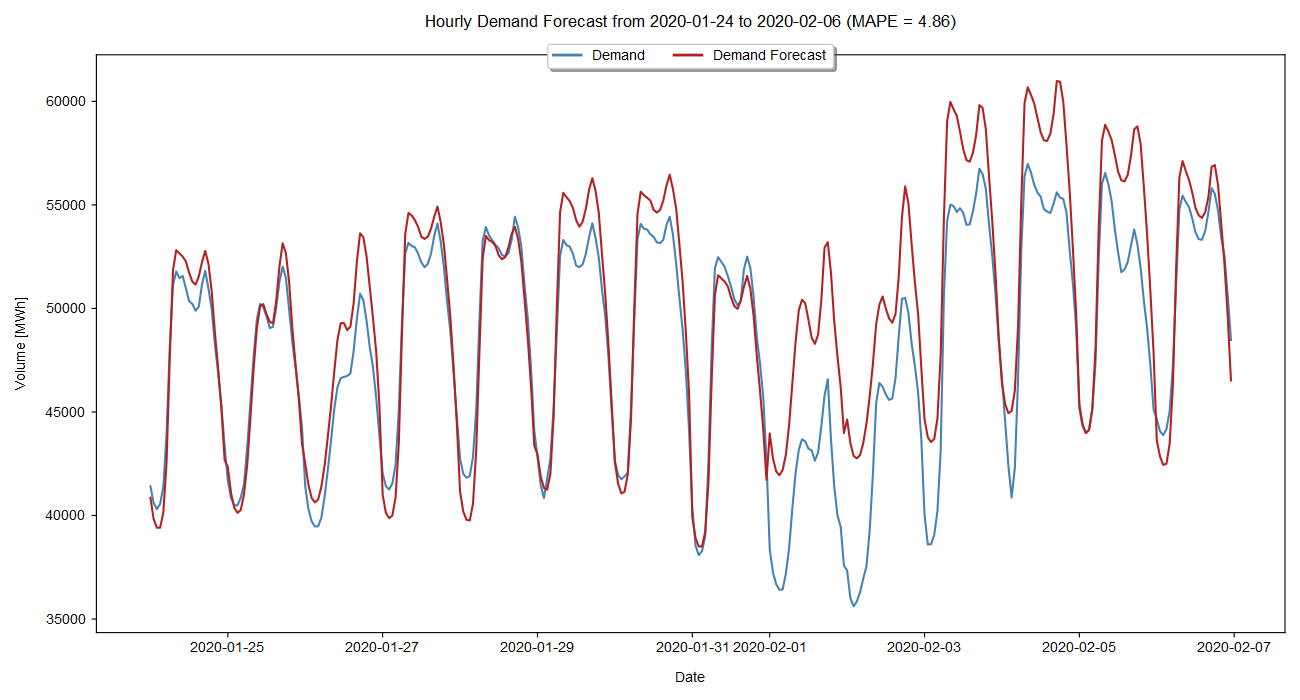 Hourly Demand Forecast from 2020-01-24 to 2020-02-06 (MAPE = 4.86)
Demand Demand Forecast
Volume [MWh]
60000
55000
50000
45000
40000
35000
2020-01-25 2020-01-27 2020-01-29 2020-01-31 2020-02-01 2020-02-03 2020-02-05 2020-02-07
Date